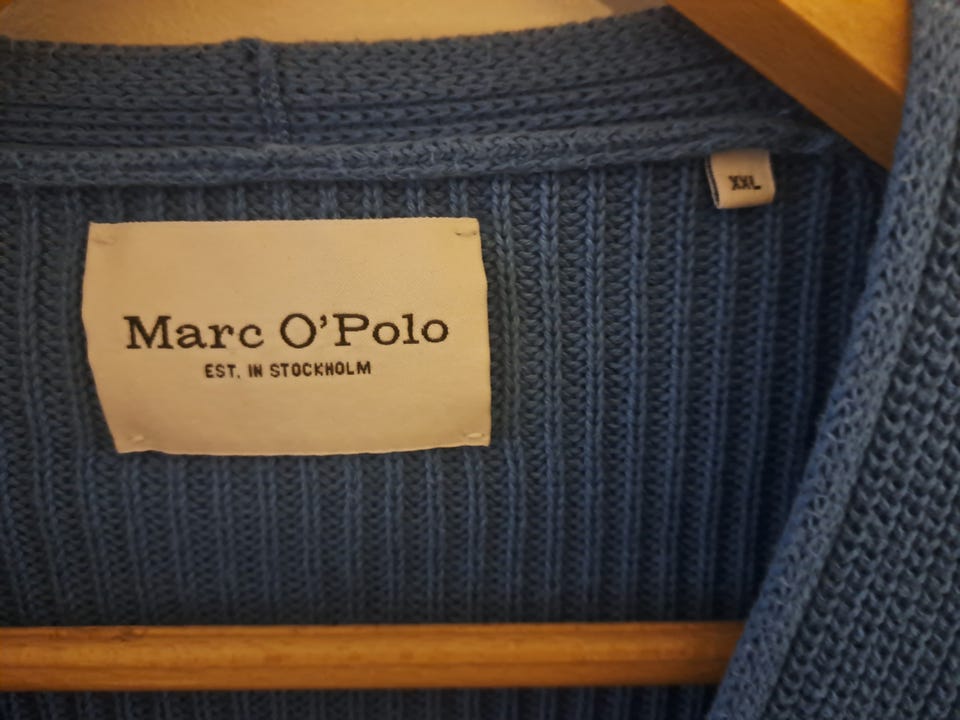 Marc O'Polo
EST. IN STOCKHOLM
XXL